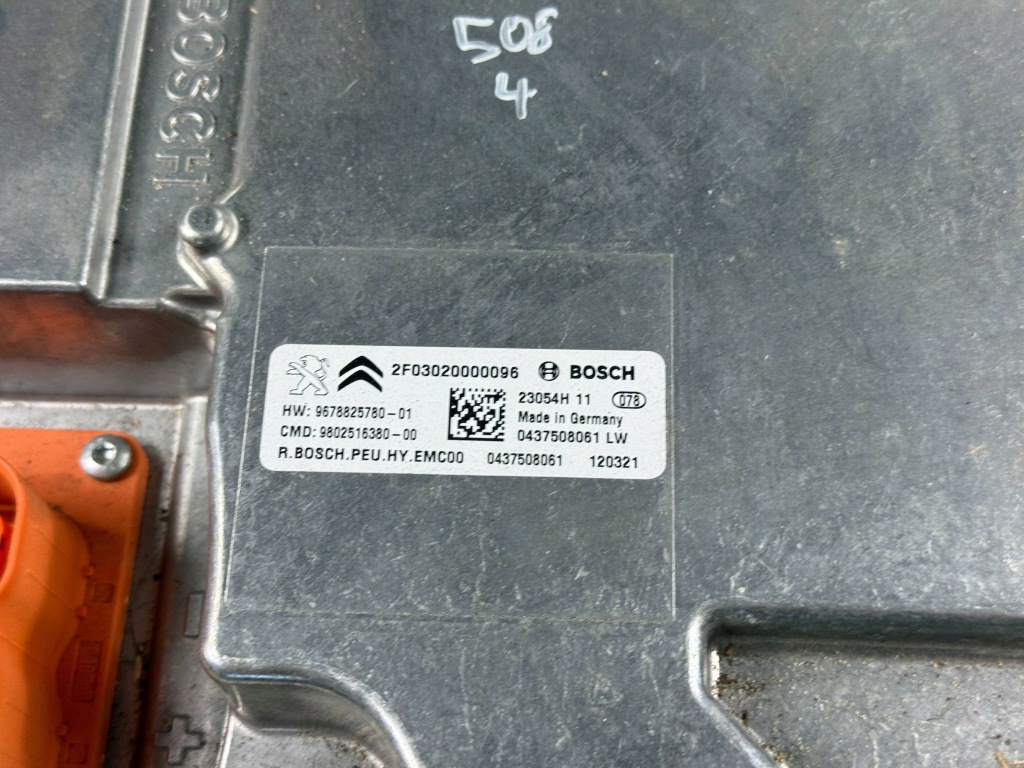 BOSCH
508
4
2F03020000096 BOSCH
HW: 9678825780-01 23054H 11 078
CMD: 9802516380-00 Made in Germany
0437508061 LW
R.BOSCH.PEU.HY.EMC00 0437508061 120321
-
+